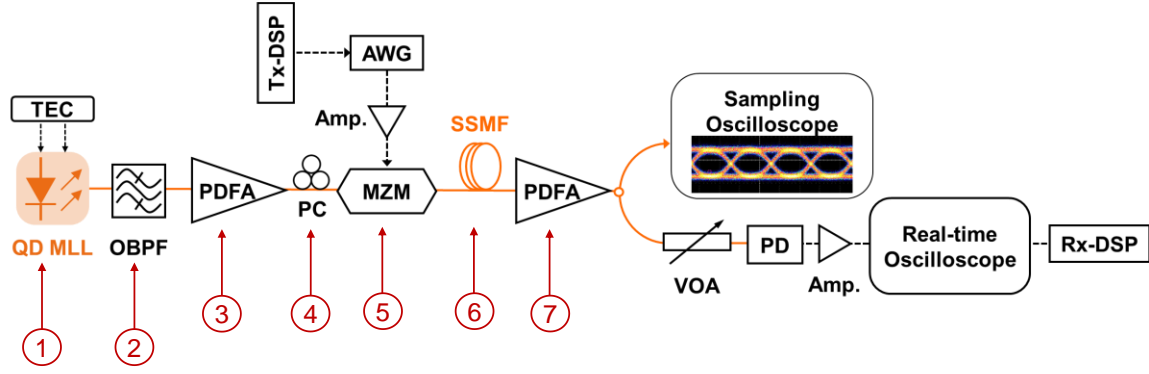 Tx-DSP
AWG
Amp.
TEC
Sampling
Oscilloscope
SSMF
PDFA
PC
MZM
PDFA
QD MLL
OBPF
VOA
PD
Amp.
Real-time
Oscilloscope
Rx-DSP
1
2
3
4
5
6
7